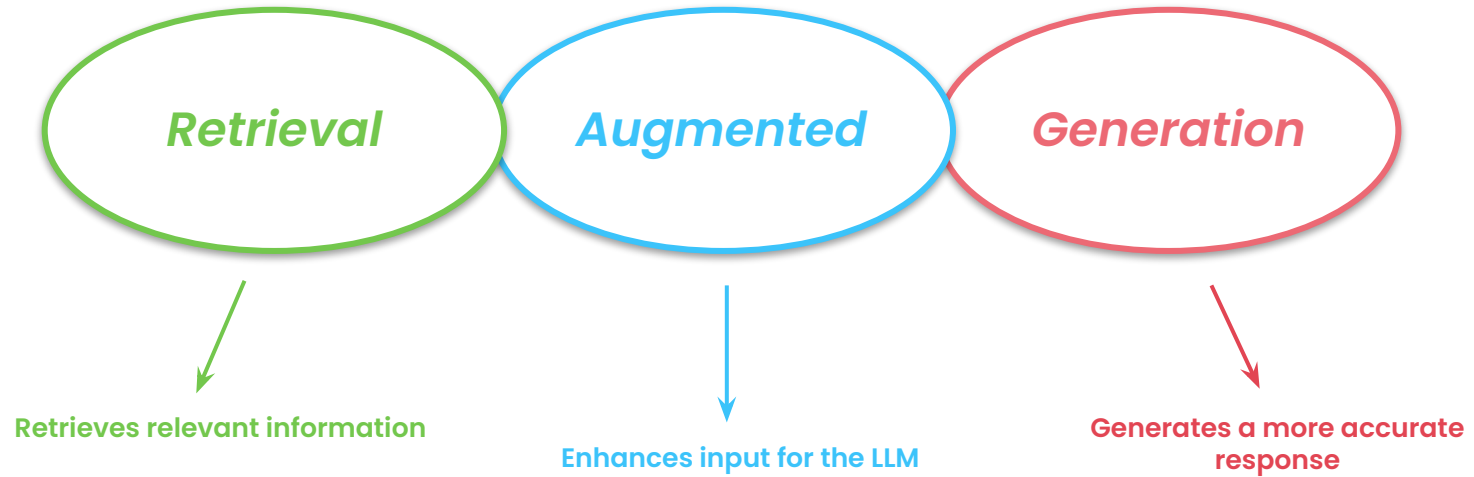 Retrieval
Augmented
Generation
Retrieves relevant information
Enhances input for the LLM
Generates a more accurate
response